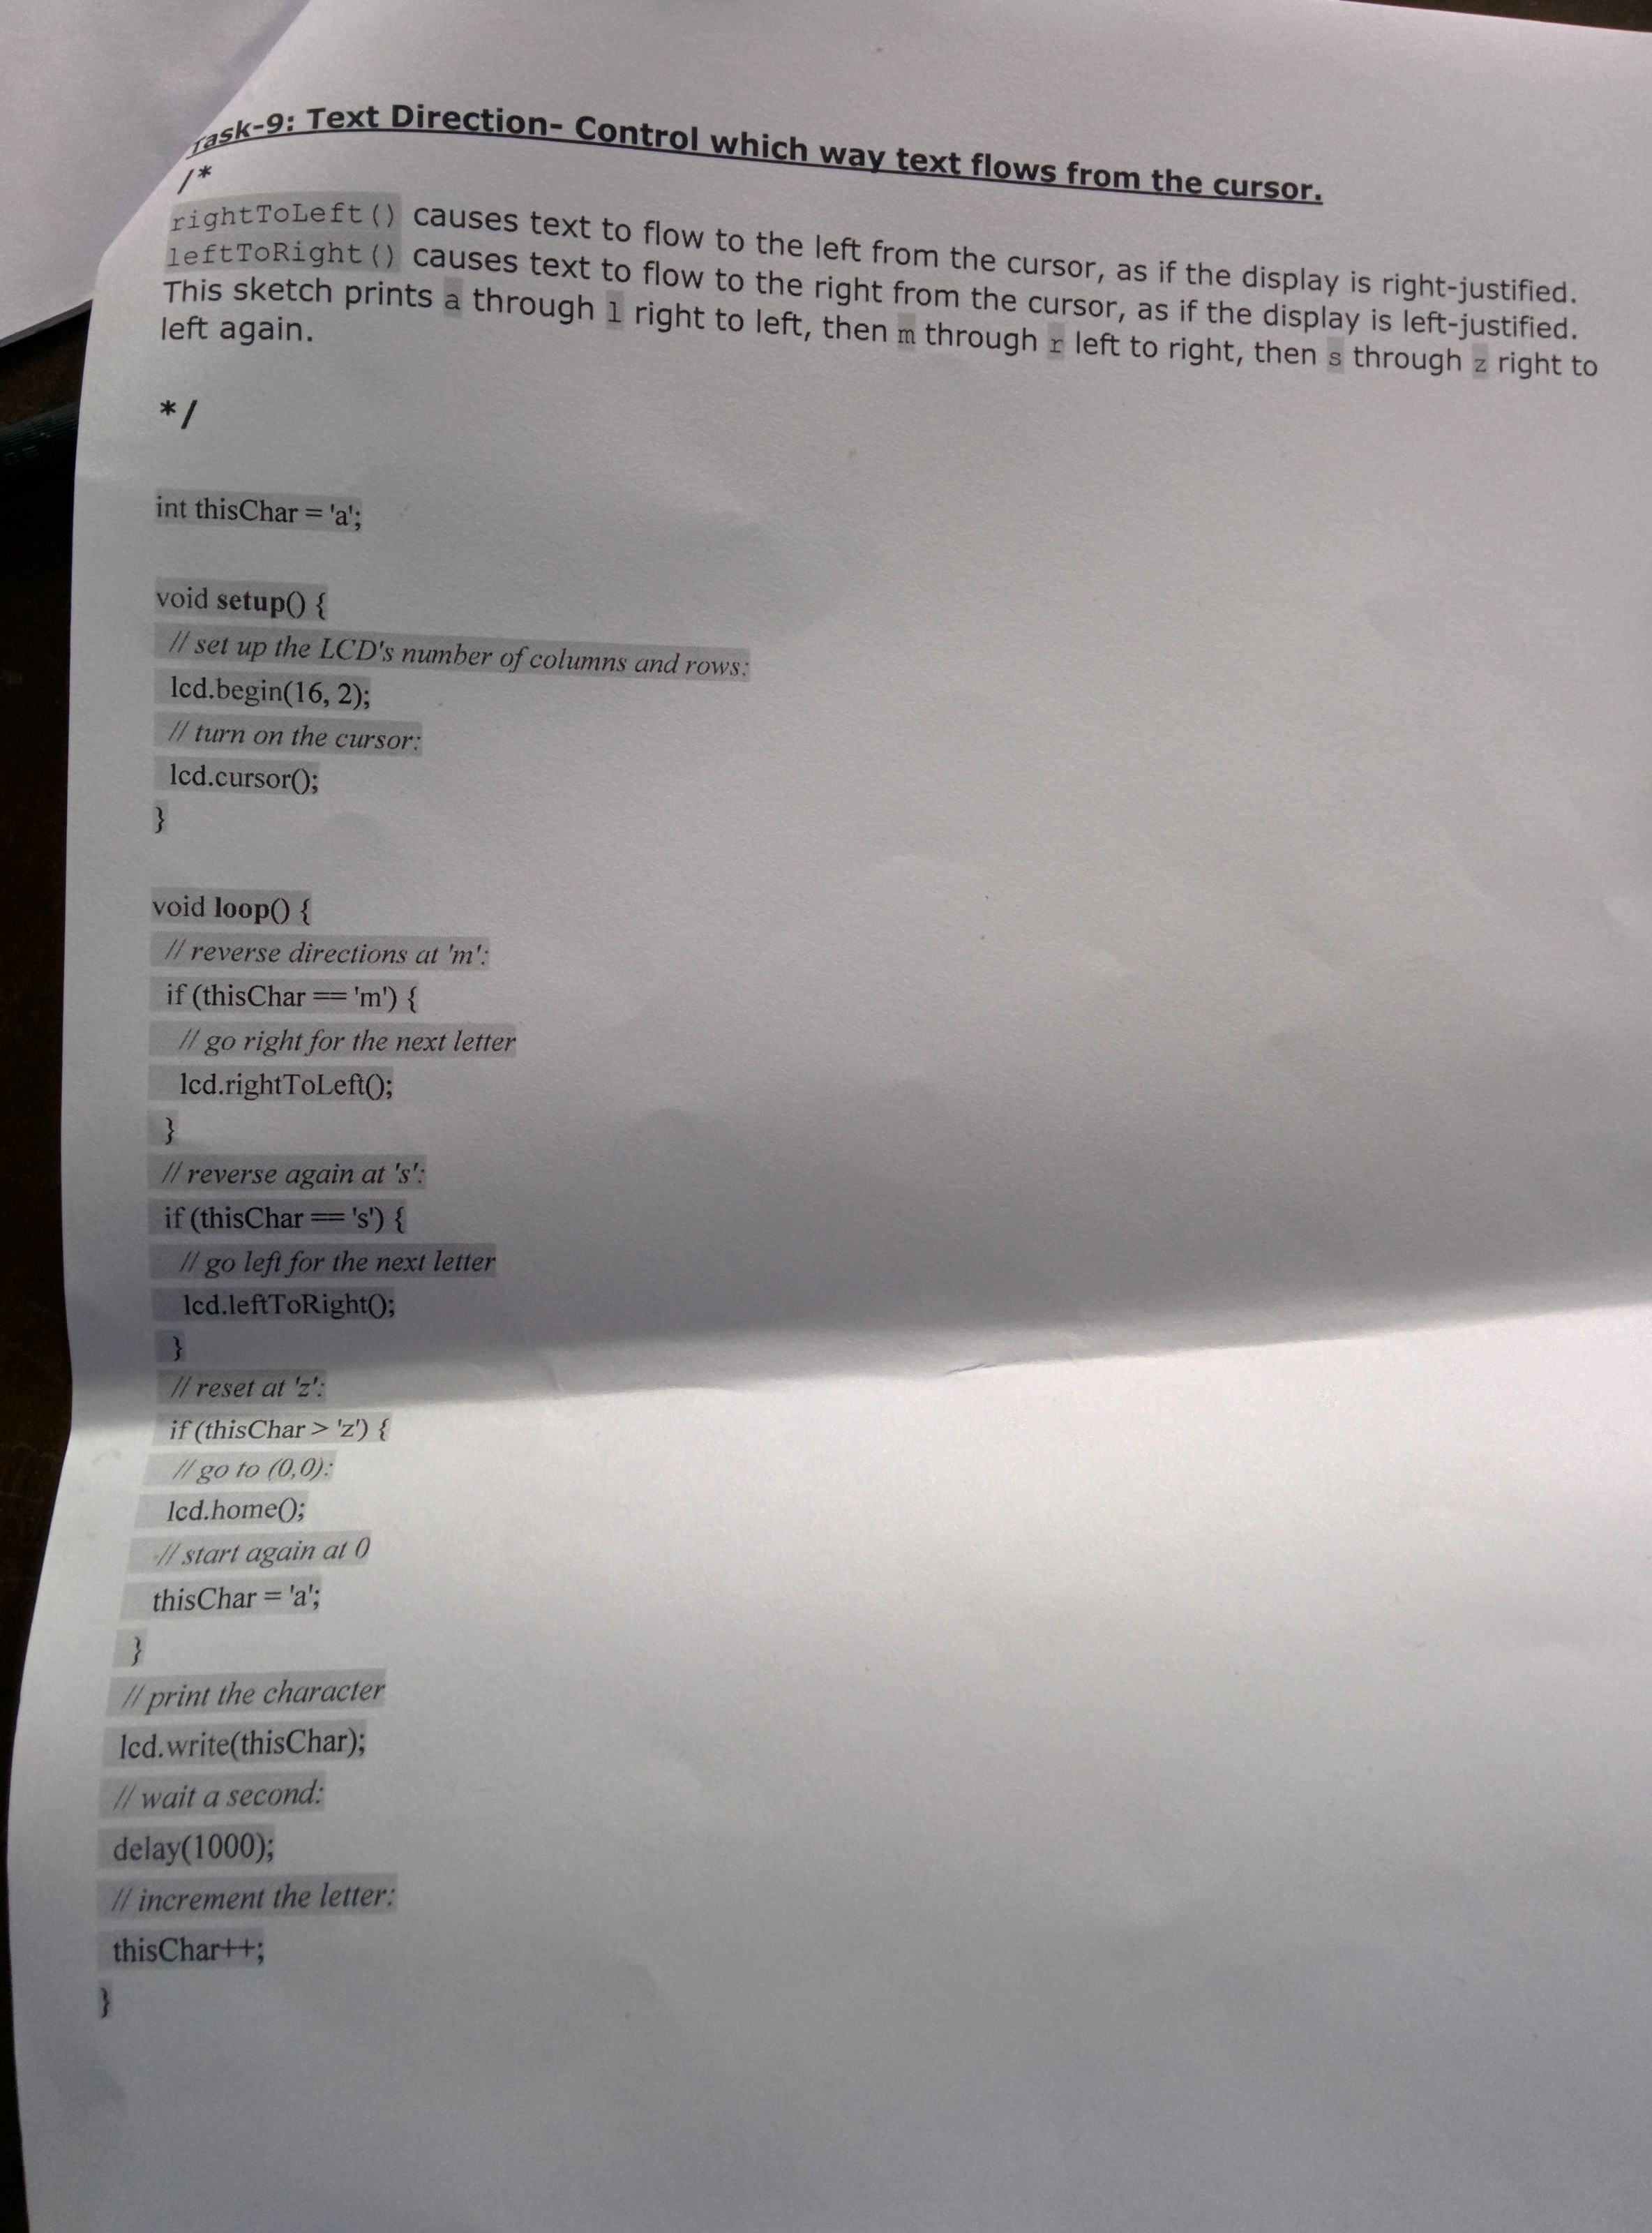 Task-9: Text Direction- Control which way text flows from the cursor.
/*
rightToLeft() causes text to flow to the left from the cursor, as if the display is right-justified.
leftToRight() causes text to flow to the right from the cursor, as if the display is left-justified.
This sketch prints a through l right to left, then m through r left to right, then s through z right to
left again.
*/
int thisChar = 'a';
void setup() {
// set up the LCD's number of columns and rows:
lcd.begin(16, 2);
// turn on the cursor:
lcd.cursor();
}
void loop() {
// reverse directions at 'm':
if (thisChar == 'm') {
// go right for the next letter
lcd.rightToLeft();
}
// reverse again at 's':
if (thisChar == 's') {
// go left for the next letter
lcd.leftToRight();
}
// reset at 'z':
if (thisChar > 'z') {
// go to (0,0):
lcd.home();
// start again at 0
thisChar = 'a';
}
// print the character
lcd.write(thisChar);
// wait a second:
delay(1000);
// increment the letter:
thisChar++;
}